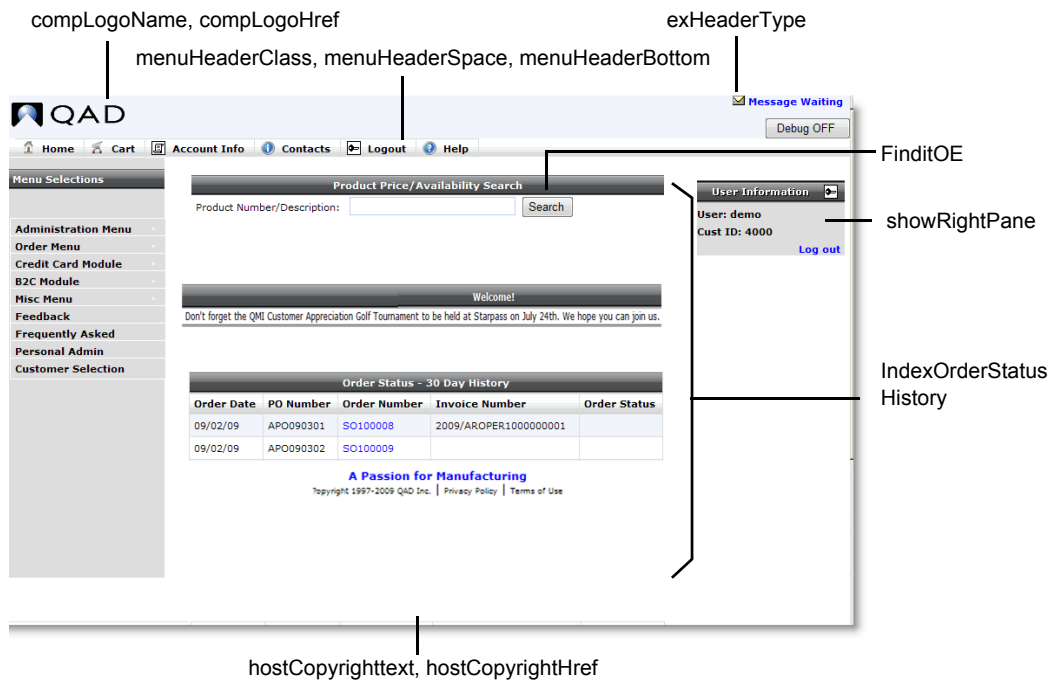 compLogoName, compLogoHref
exHeaderType
menuHeaderClass, menuHeaderSpace, menuHeaderBottom
QAD
Message Waiting
Debug OFF
Home Cart Account Info Contacts Logout Help
FinditOE
Menu Selections
Product Price/Availability Search
User Information
Product Number/Description: Search
User: demo
showRightPane
Cust ID: 4000
Log out
Administration Menu
Order Menu
Credit Card Module
B2C Module
Misc Menu
Feedback
Frequently Asked
Personal Admin
Customer Selection
Welcome!
Don't forget the QMI Customer Appreciation Golf Tournament to be held at Starpass on July 24th. We hope you can join us.
IndexOrderStatus
History
Order Status - 30 Day History
Order Date PO Number Order Number Invoice Number Order Status
09/02/09 APO090301 SO100008 2009/AROPER1000000001
09/02/09 APO090302 SO100009
A Passion for Manufacturing
?opyright 1997-2009 QAD Inc. | Privacy Policy | Terms of Use
hostCopyrighttext, hostCopyrightHref